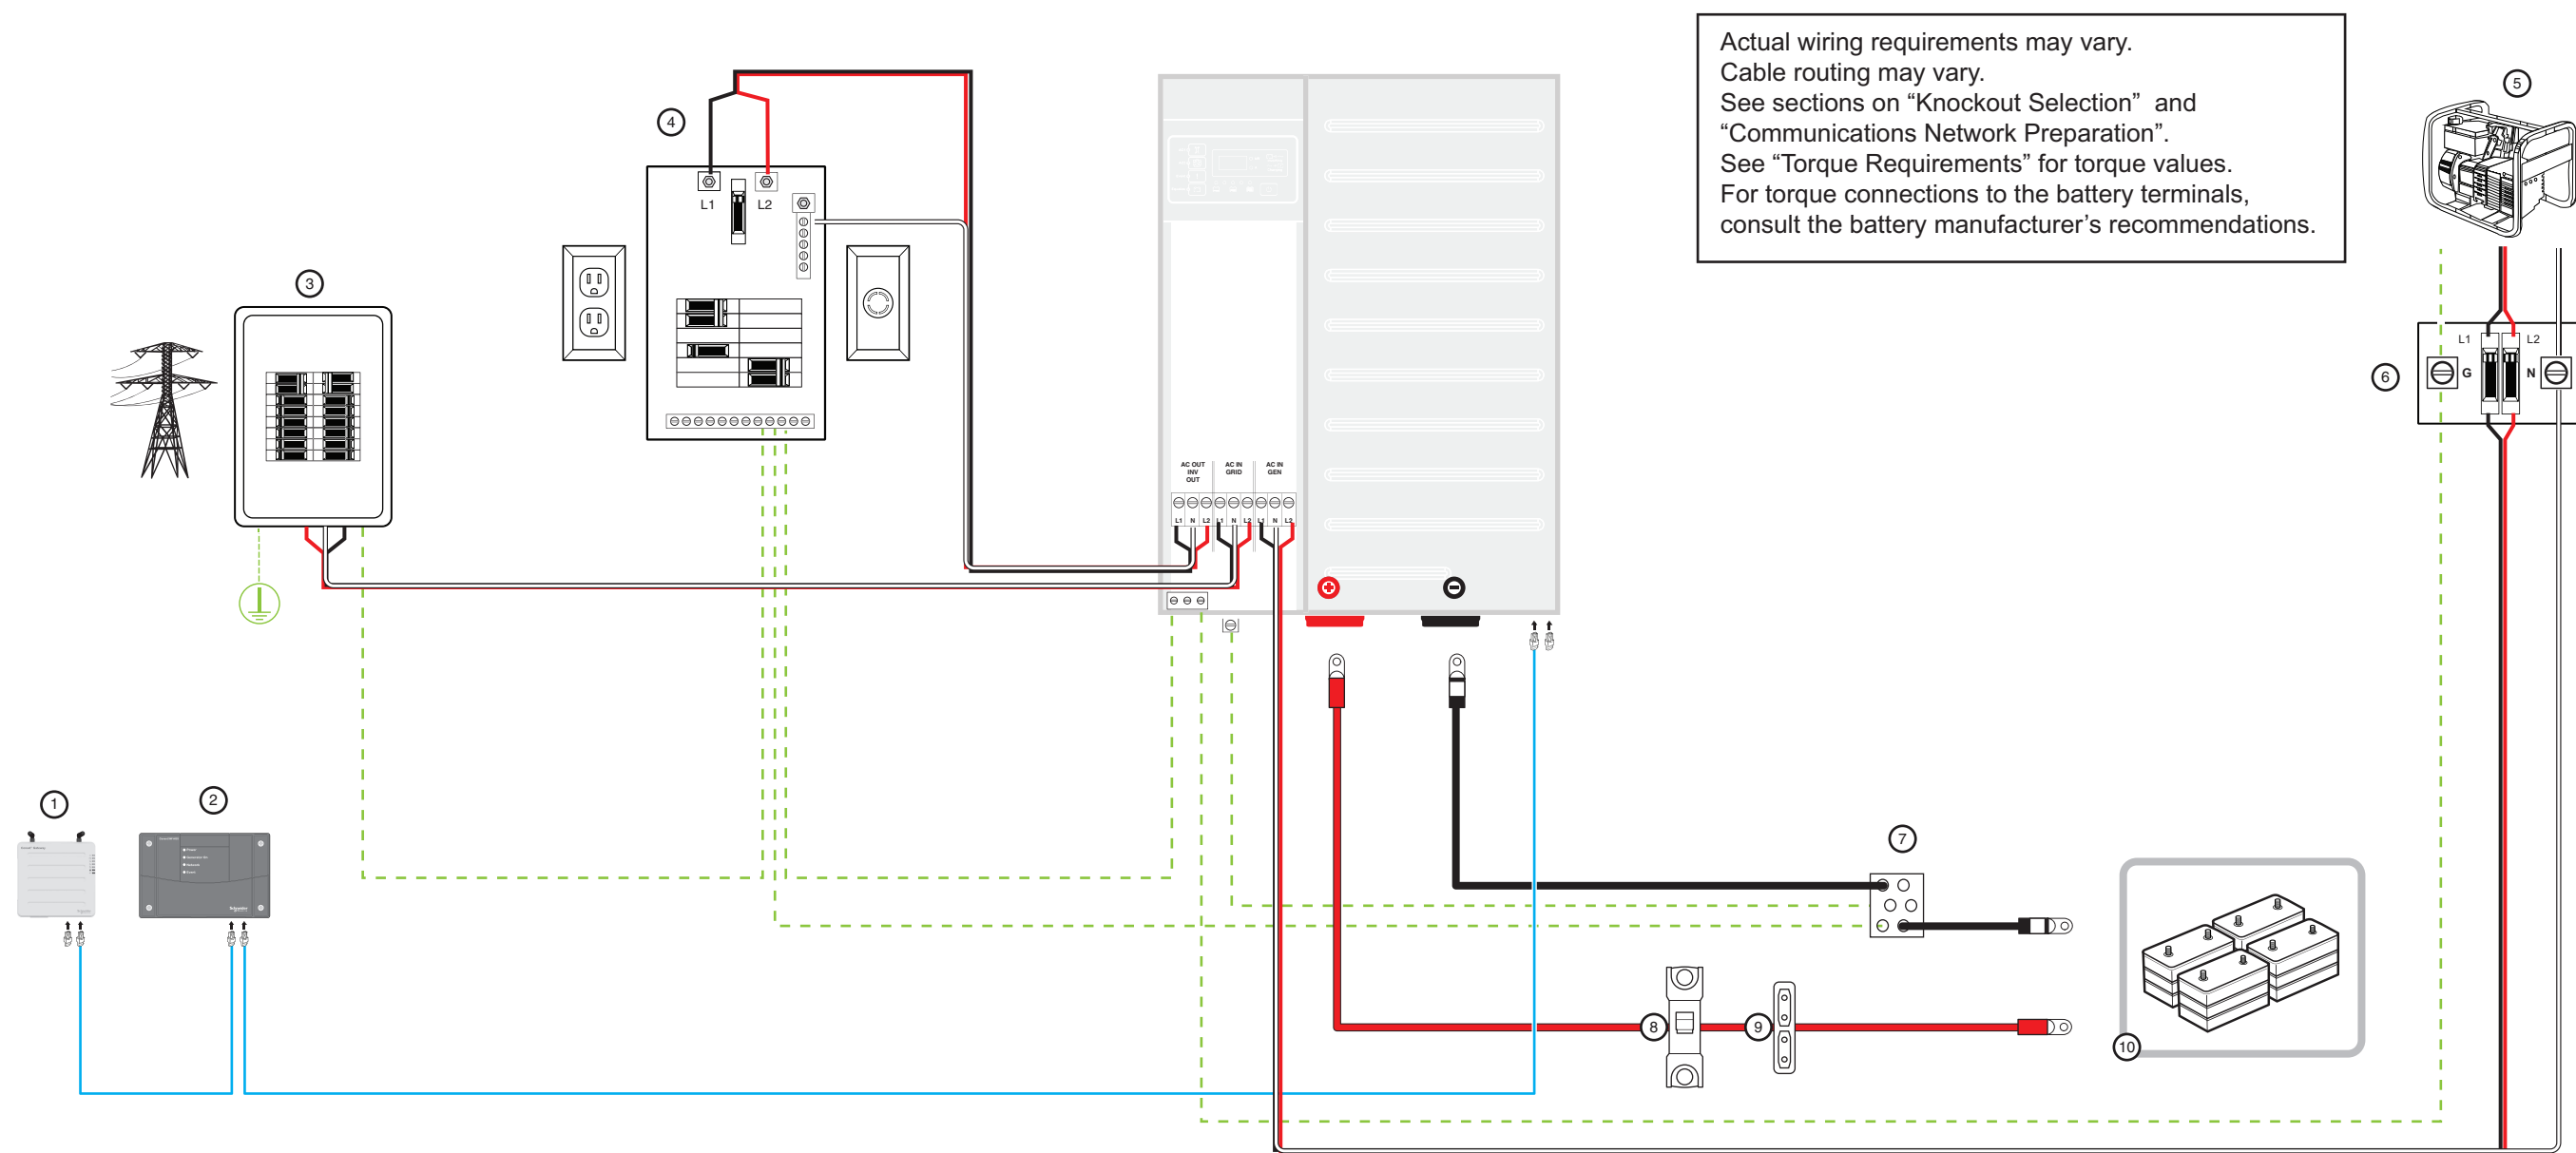 Actual wiring requirements may vary.
Cable routing may vary.
See sections on “Knockout Selection” and
“Communications Network Preparation”.
See “Torque Requirements” for torque values.
For torque connections to the battery terminals,
consult the battery manufacturer’s recommendations.
5
4
L1
L2
3
L1
L2
G
N
6
AC OUT
INV
OUT
AC IN
GRID
AC IN
GEN
L1 N L2 L1 N L2 L1 N L2
1
2
7
8
9
10